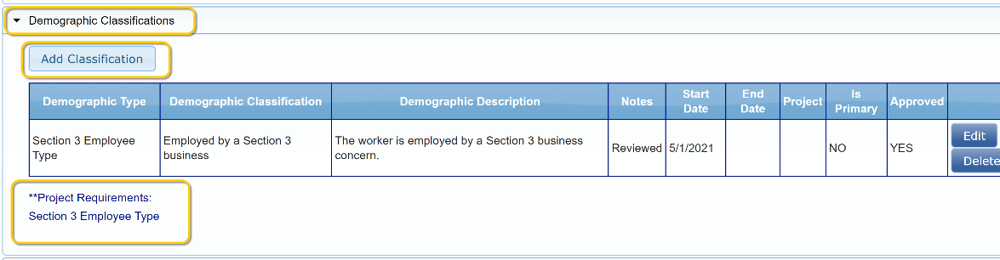 Demographic Classifications
Add Classification
Demographic Type Demographic Classification Demographic Description Notes Start Date End Date Project Is Primary Approved
Section 3 Employee Type Employed by a Section 3 business The worker is employed by a Section 3 business concern. Reviewed 5/1/2021 NO YES Edit
Delete
**Project Requirements:
Section 3 Employee Type